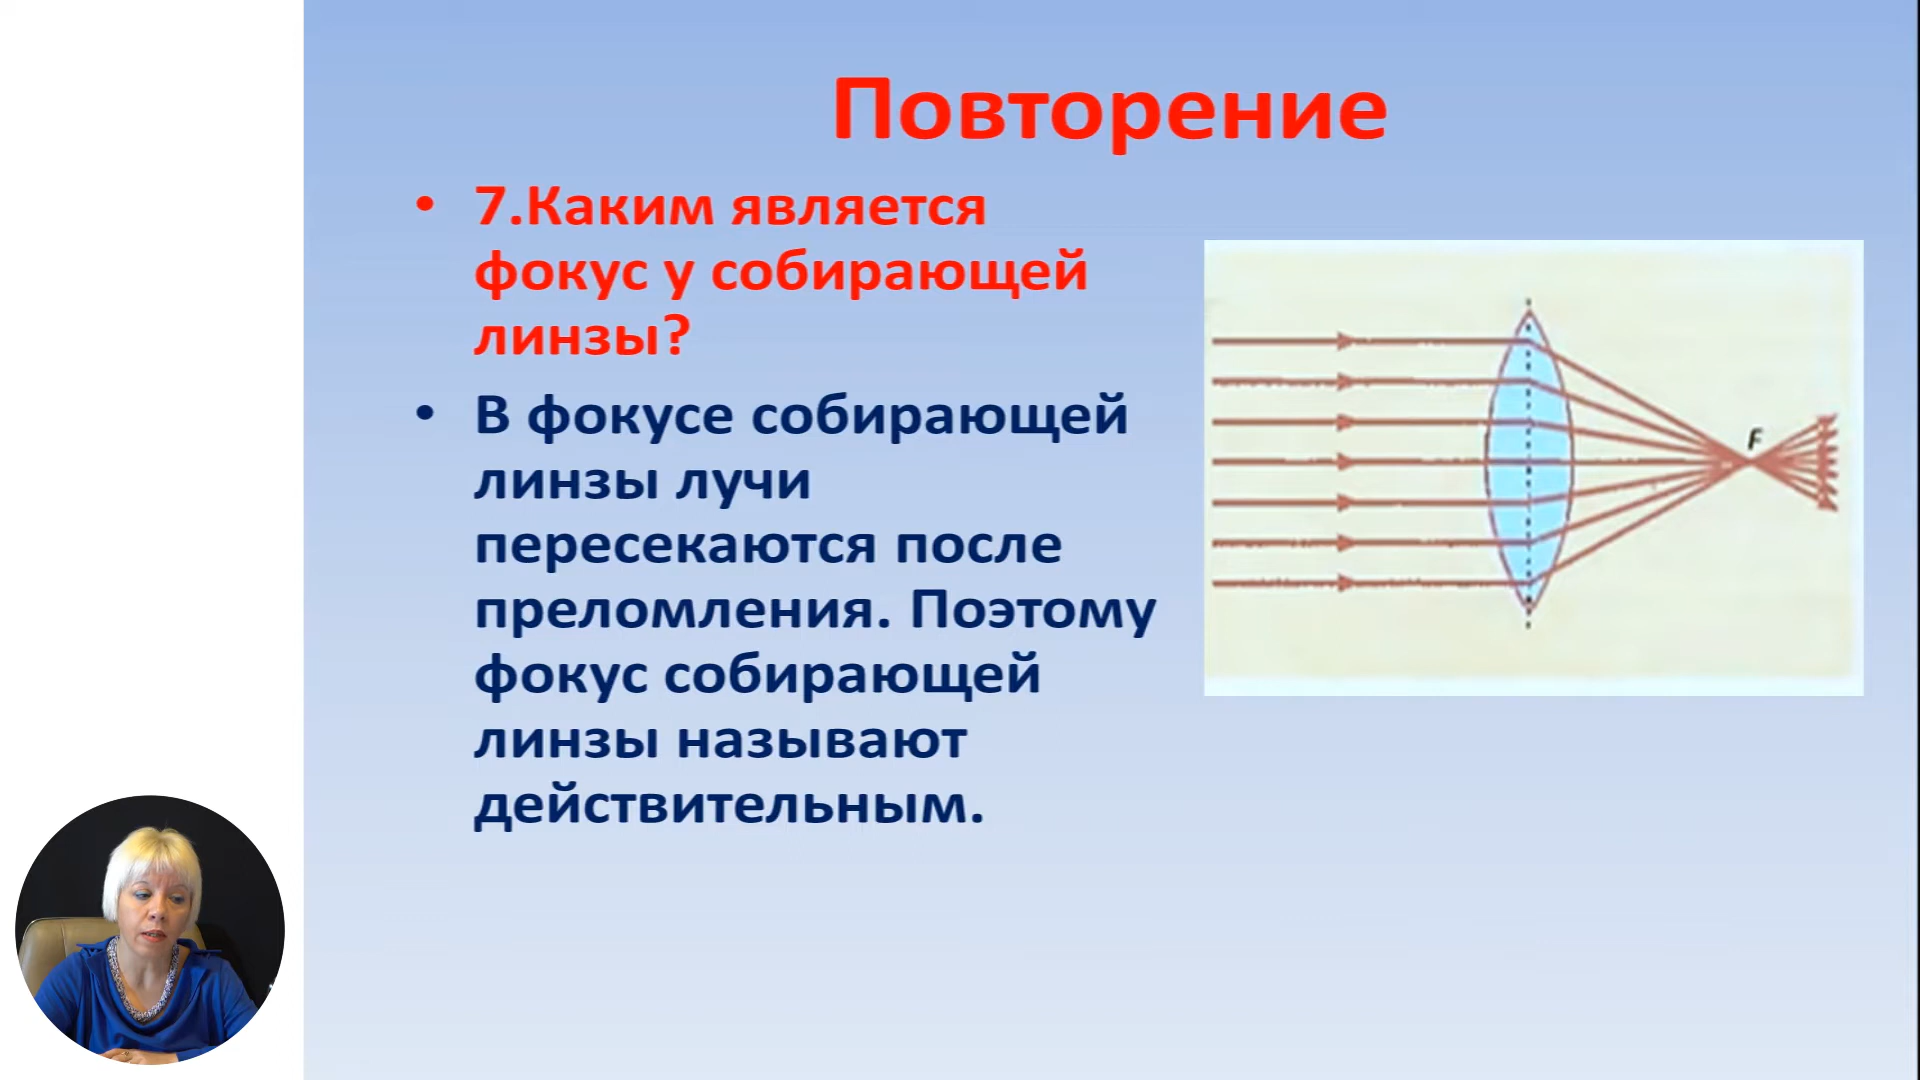 Повторение
• 7.Каким является
фокус у собирающей
линзы?
• В фокусе собирающей
линзы лучи
пересекаются после
преломления. Поэтому
фокус собирающей
линзы называют
действительным.
F